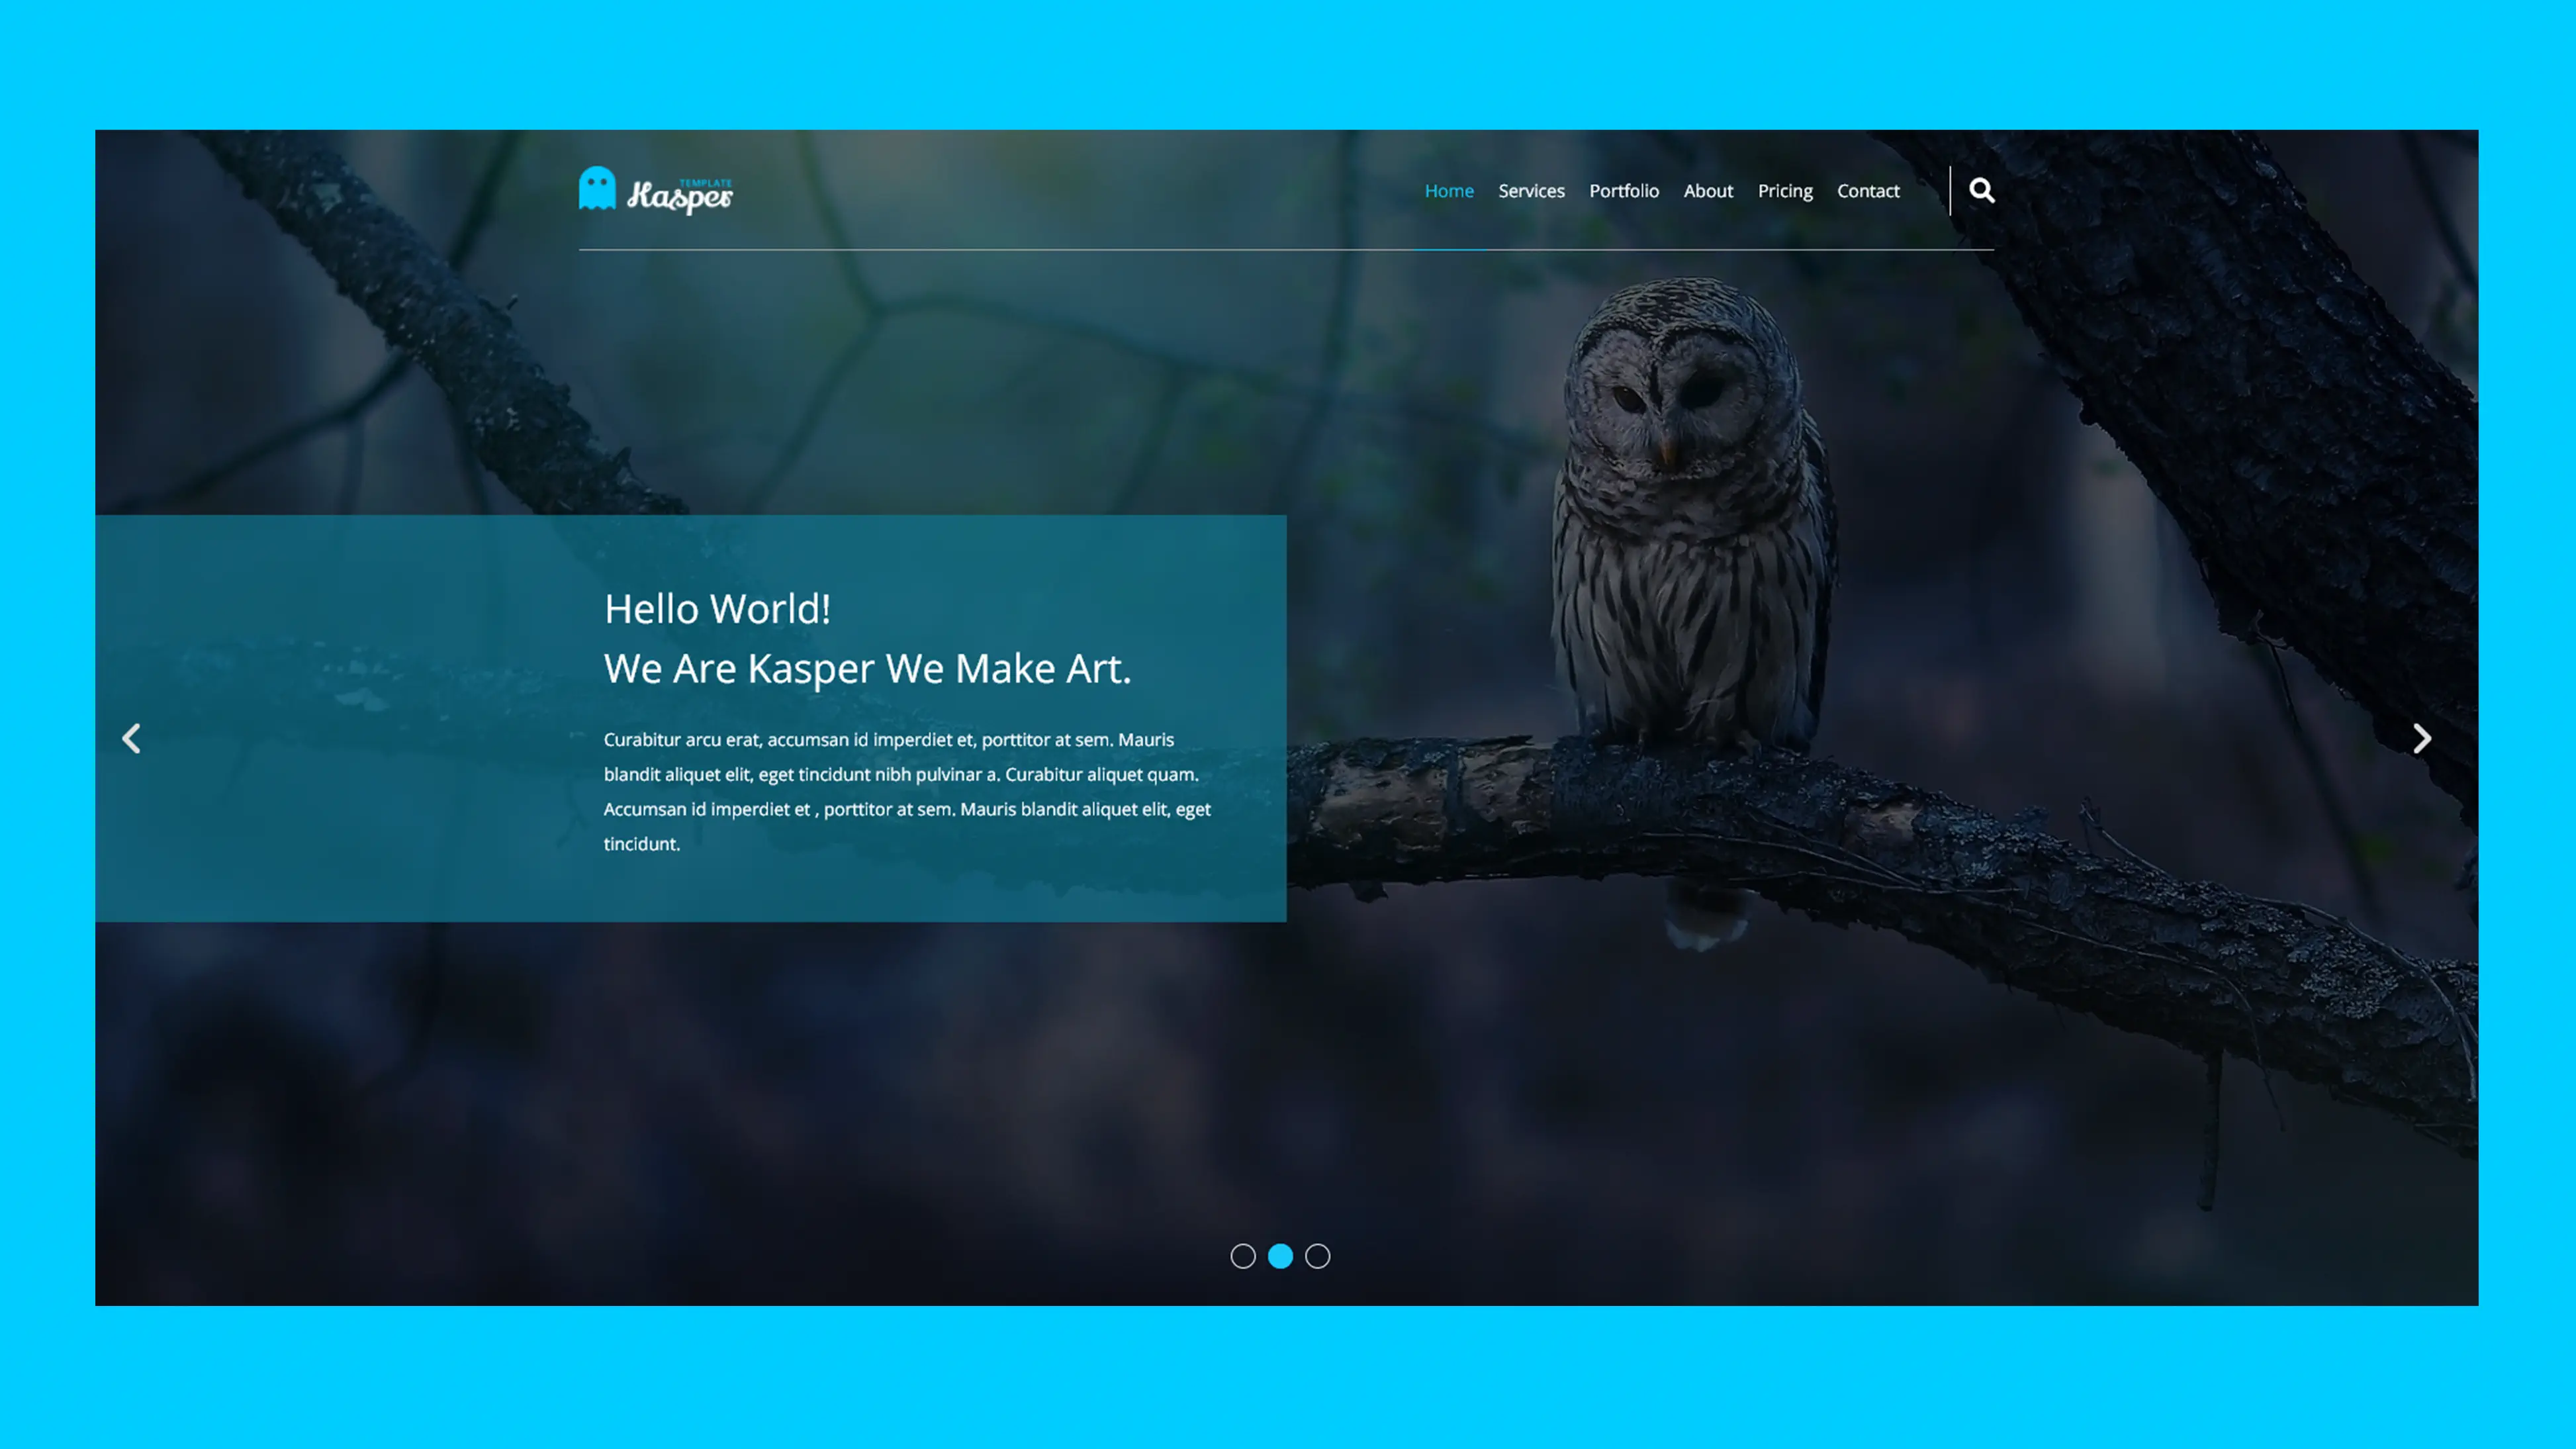 TEMPLATE
Kasper
Home Services Portfolio About Pricing Contact
Hello World!
We Are Kasper We Make Art.
Curabitur arcu erat, accumsan id imperdiet et, porttitor at sem. Mauris
blandit aliquet elit, eget tincidunt nibh pulvinar a. Curabitur aliquet quam.
Accumsan id imperdiet et , porttitor at sem. Mauris blandit aliquet elit, eget
tincidunt.